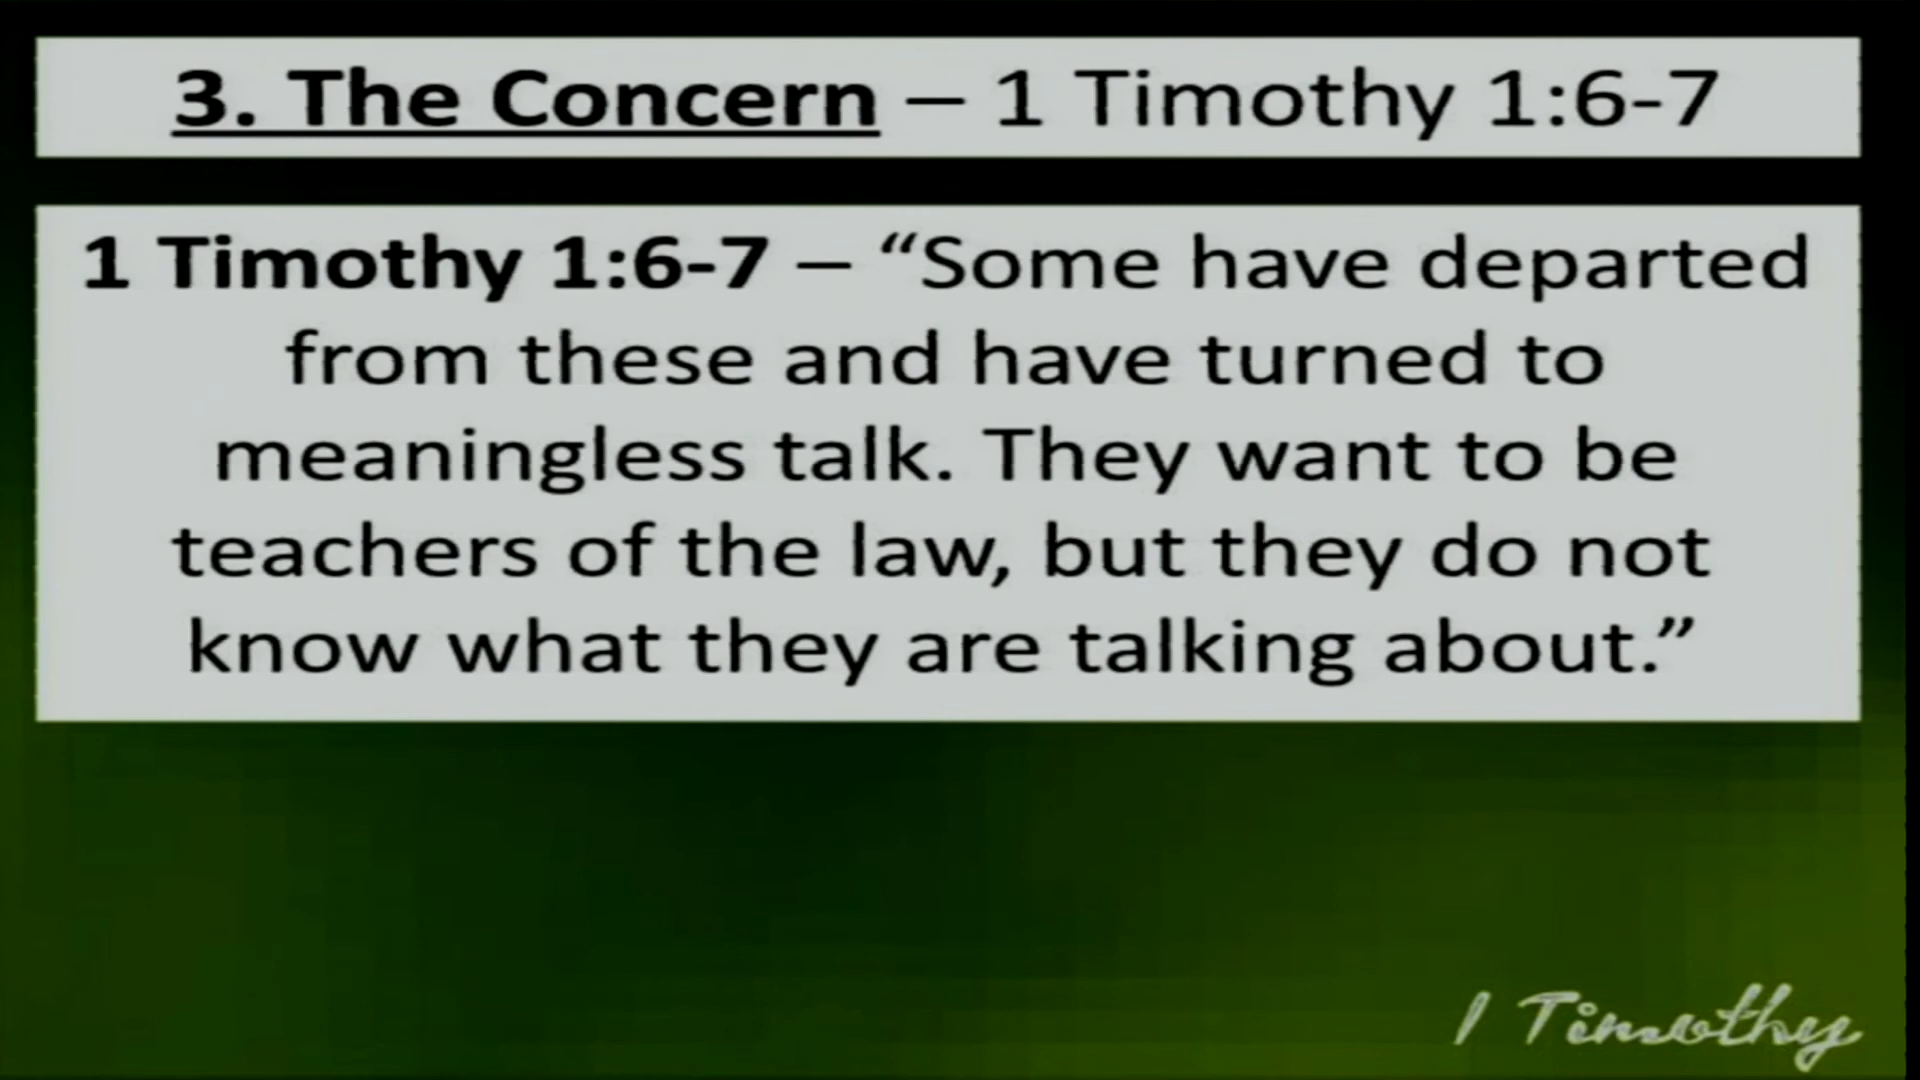 3. The Concern – 1 Timothy 1:6-7
1 Timothy 1:6-7 – “Some have departed
from these and have turned to
meaningless talk. They want to be
teachers of the law, but they do not
know what they are talking about.”
1 Timothy